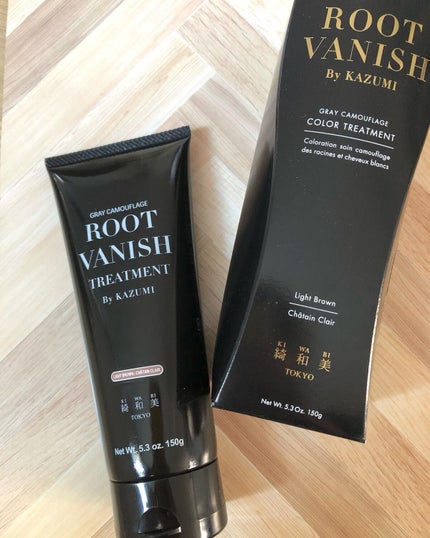 GRAY CAMOUFLAGE
ROOT
VANISH
TREATMENT
By KAZUMI
LIGHT BROWN / CHÂTAIN CLAIR
KI WA BI
綺和美
TOKYO
Net Wt. 5.3 oz. 150g
ROOT
VANISH
By KAZUMI
GRAY CAMOUFLAGE
COLOR TREATMENT
Coloration soin camouflage
des racines et cheveux blancs
Light Brown
Châtain Clair
KI WA BI
綺和美
TOKYO
Net Wt. 5.3 Oz. 150g